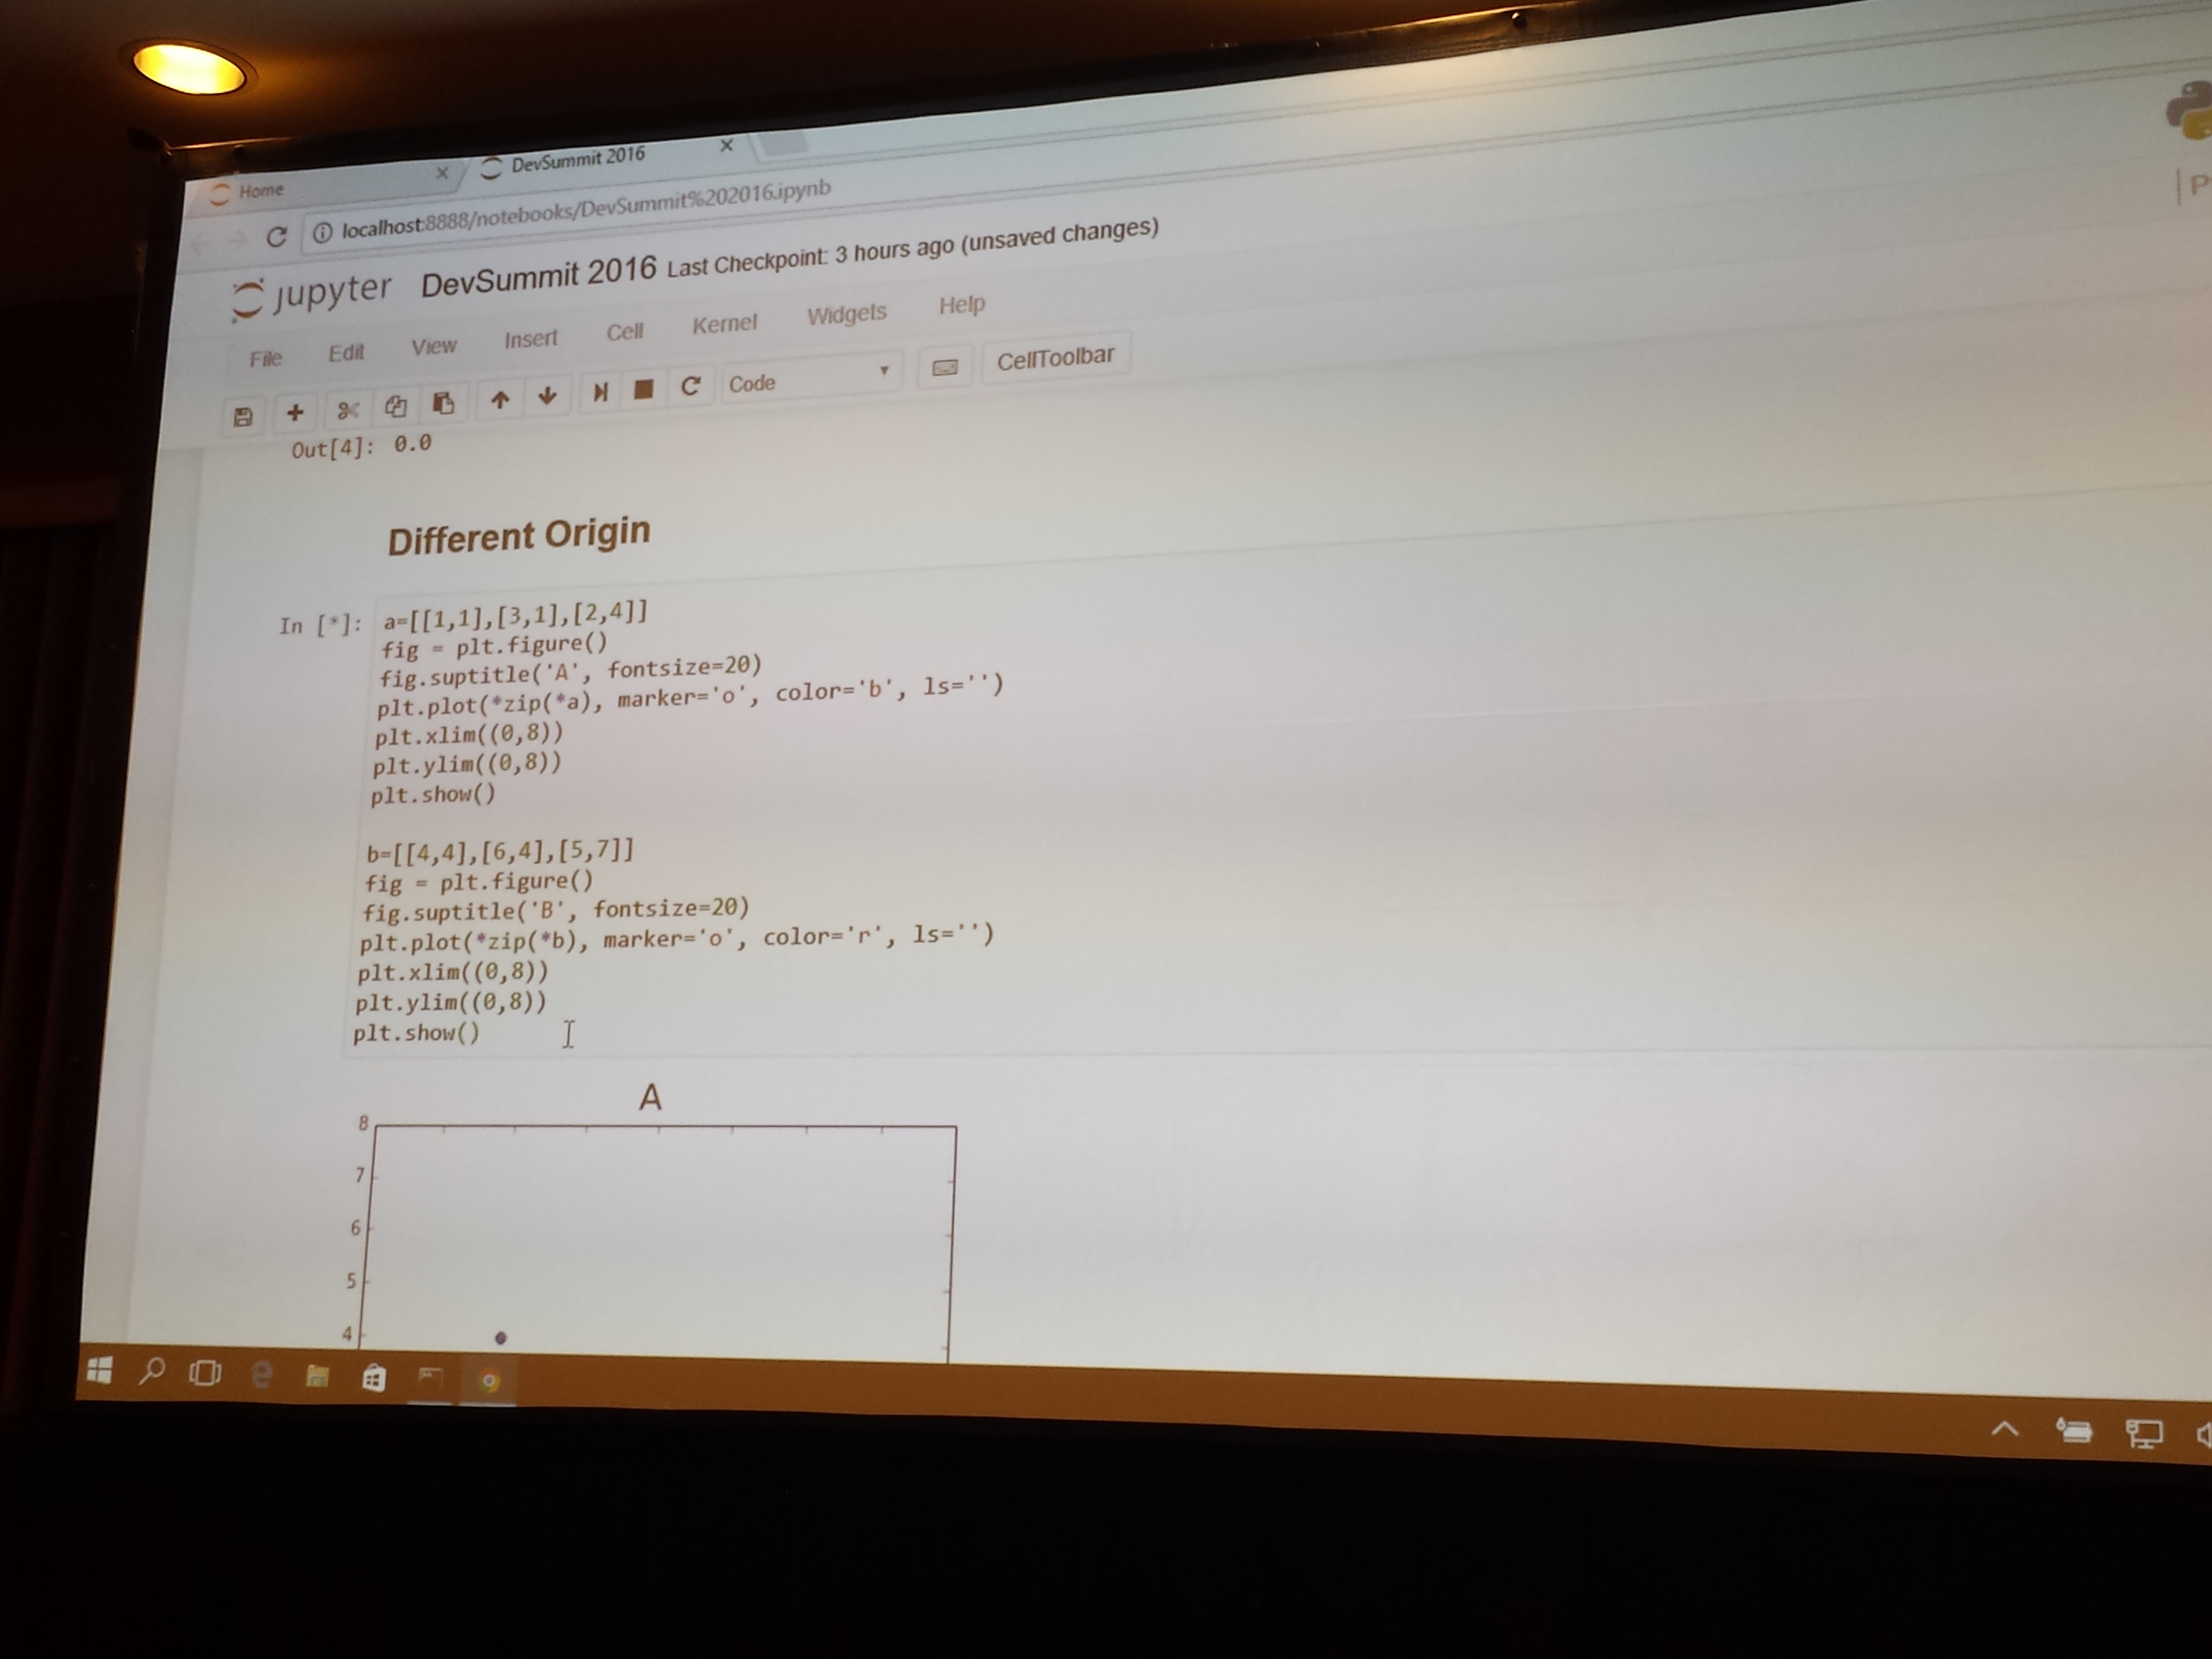 Home
DevSummit 2016
localhost:8888/notebooks/DevSummit%202016.ipynb
jupyter DevSummit 2016 Last Checkpoint: 3 hours ago (unsaved changes)
File Edit View Insert Cell Kernel Widgets Help
Code CellToolbar
Out[4]: 0.0
Different Origin
In [*]: a=[[1,1],[3,1],[2,4]]
fig = plt.figure()
fig.suptitle('A', fontsize=20)
plt.plot(*zip(*a), marker='o', color='b', ls='')
plt.xlim((0,8))
plt.ylim((0,8))
plt.show()
b=[[4,4],[6,4],[5,7]]
fig = plt.figure()
fig.suptitle('B', fontsize=20)
plt.plot(*zip(*b), marker='o', color='r', ls='')
plt.xlim((0,8))
plt.ylim((0,8))
plt.show()
A
8
7
6
5
4